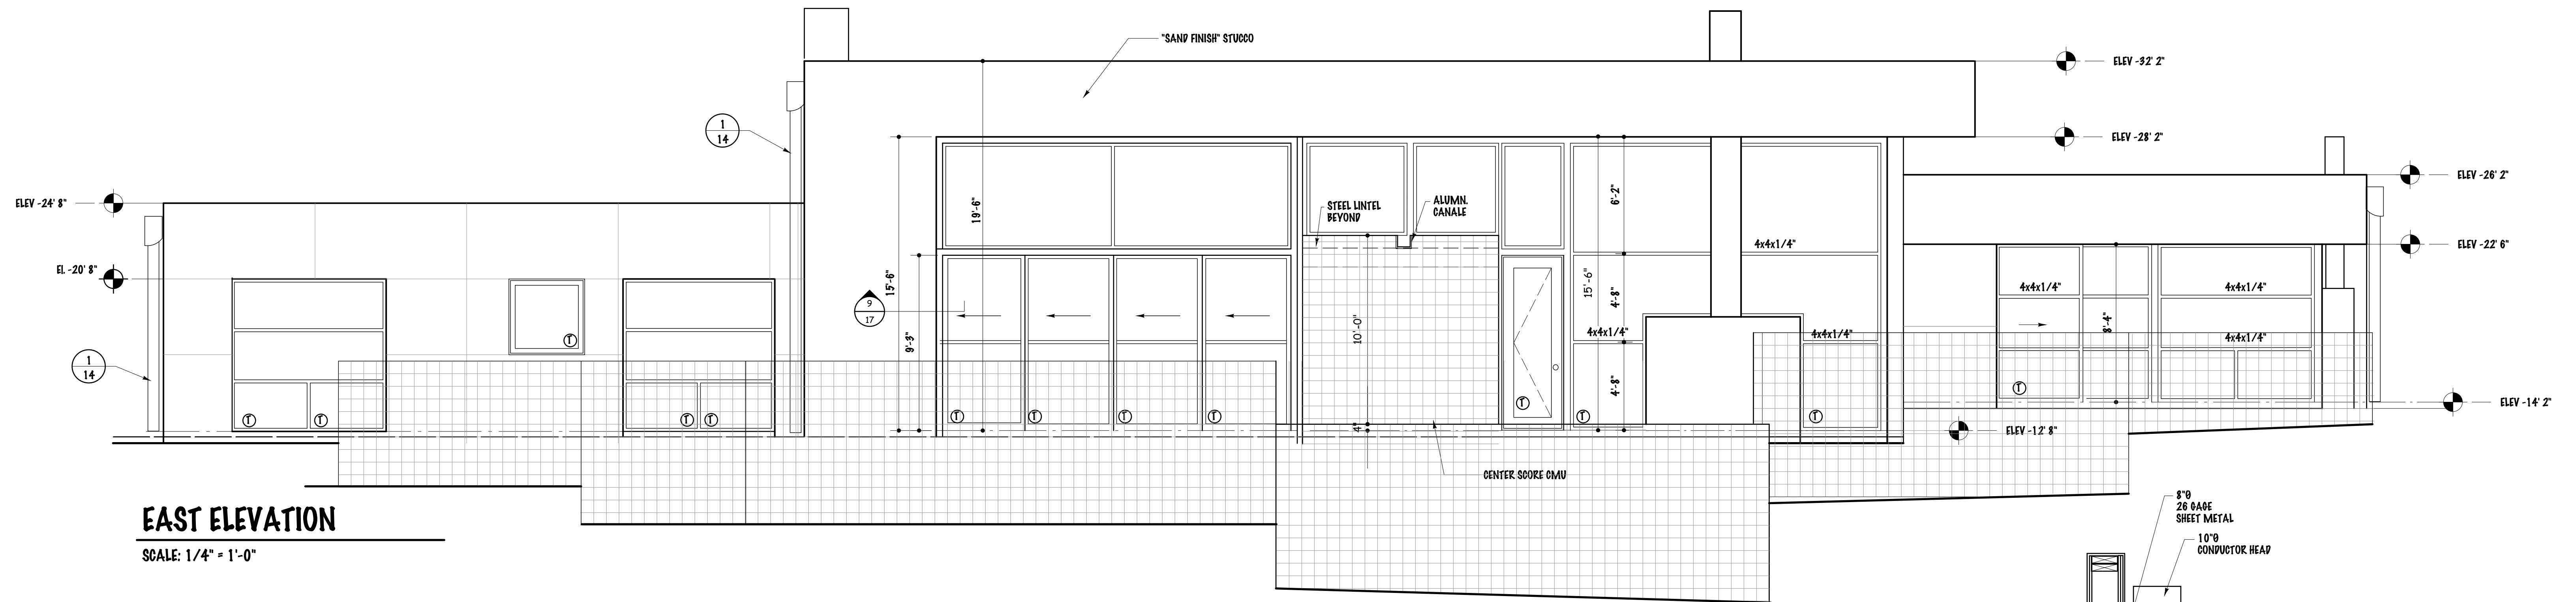 "SAND FINISH" STUCCO
ELEV -32' 2"
1
14
ELEV -28' 2"
ELEV -26' 2"
ELEV -24' 8"
19'-6"
STEEL LINTEL
BEYOND
ALUMN.
CANALE
6'-2"
4x4x1/4"
ELEV -22' 6"
EL -20' 8"
15'-6"
9
17
15'-6"
4'-8"
4x4x1/4"
4x4x1/4"
9'-3"
10'-0"
4x4x1/4"
4x4x1/4"
8'-4"
4x4x1/4"
1
14
T
4'-8"
T
T
T
T
T
T
T
T
T
T
T
T
T
ELEV -14' 2"
4"
ELEV -12' 8"
CENTER SCORE CMU
EAST ELEVATION
SCALE: 1/4" = 1'-0"
8"Ø
26 GAGE
SHEET METAL
10"Ø
CONDUCTOR HEAD